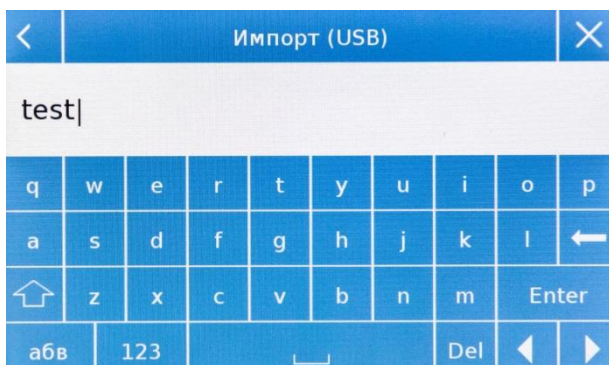 Импорт (USB)
test
q w e r t y u i o p
a s d f g h j k l
z x c v b n m Enter
абв 123 Del